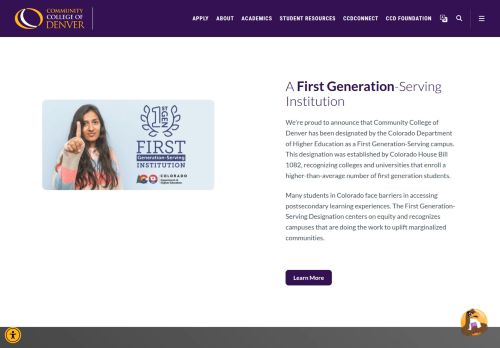 COMMUNITY
COLLEGE OF
DENVER
APPLY ABOUT ACADEMICS STUDENT RESOURCES CCDCONNECT CCD FOUNDATION
1ST GEN
FIRST
Generation-Serving
INSTITUTION
COLORADO
Department of
Higher Education
A First Generation-Serving
Institution
We're proud to announce that Community College of
Denver has been designated by the Colorado Department
of Higher Education as a First Generation-Serving campus.
This designation was established by Colorado House Bill
1082, recognizing colleges and universities that enroll a
higher-than-average number of first generation students.
Many students in Colorado face barriers in accessing
postsecondary learning experiences. The First Generation-
Serving Designation centers on equity and recognizes
campuses that are doing the work to uplift marginalized
communities.
Learn More